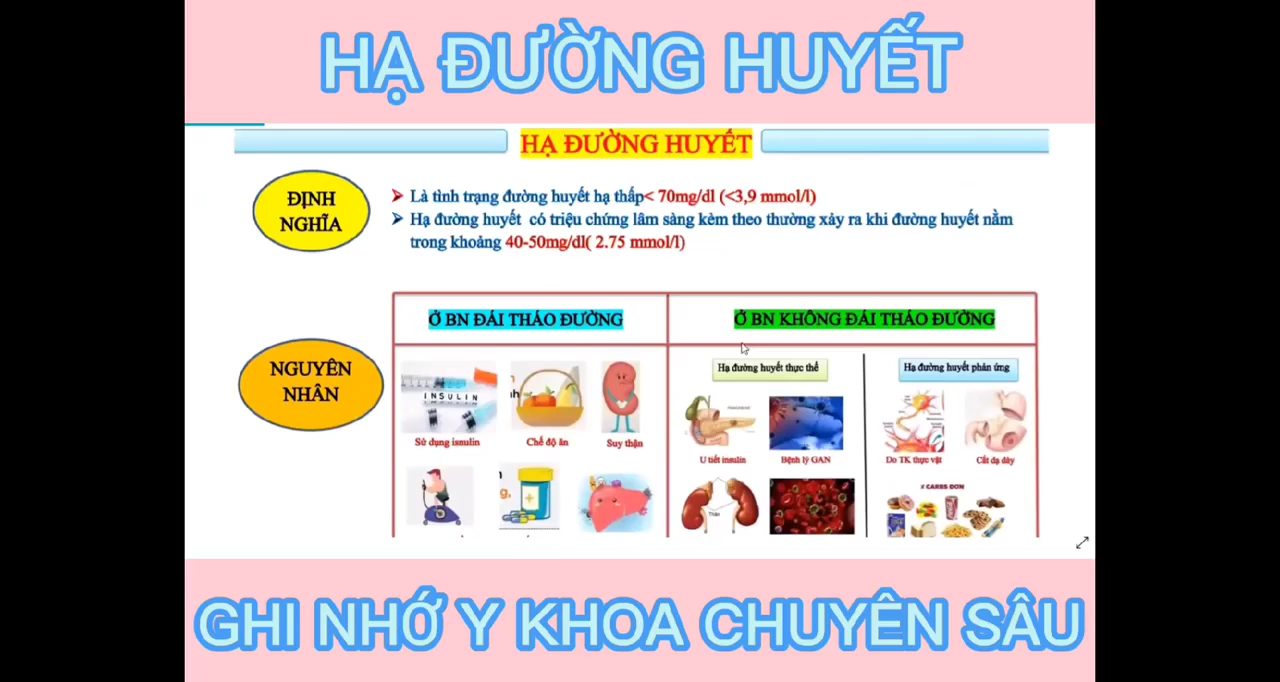 HẠ ĐƯỜNG HUYẾT
HẠ ĐƯỜNG HUYẾT
ĐỊNH
NGHĨA
Là tình trạng đường huyết hạ thấp< 70mg/dl (<3,9 mmol/l)
Hạ đường huyết có triệu chứng lâm sàng kèm theo thường xảy ra khi đường huyết nằm
trong khoảng 40-50mg/dl( 2.75 mmol/l)
NGUYÊN
NHÂN
Ở BN ĐÁI THÁO ĐƯỜNG
Ở BN KHÔNG ĐÁI THÁO ĐƯỜNG
INSULIN
Sử dụng insulin
Chế độ ăn
Suy thận
Hạ đường huyết thực thể
Hạ đường huyết phản ứng
U tiết insulin
Bệnh lý GAN
Do TK thực vật
Cắt dạ dày
Thận
GHI NHỚ Y KHOA CHUYÊN SÂU